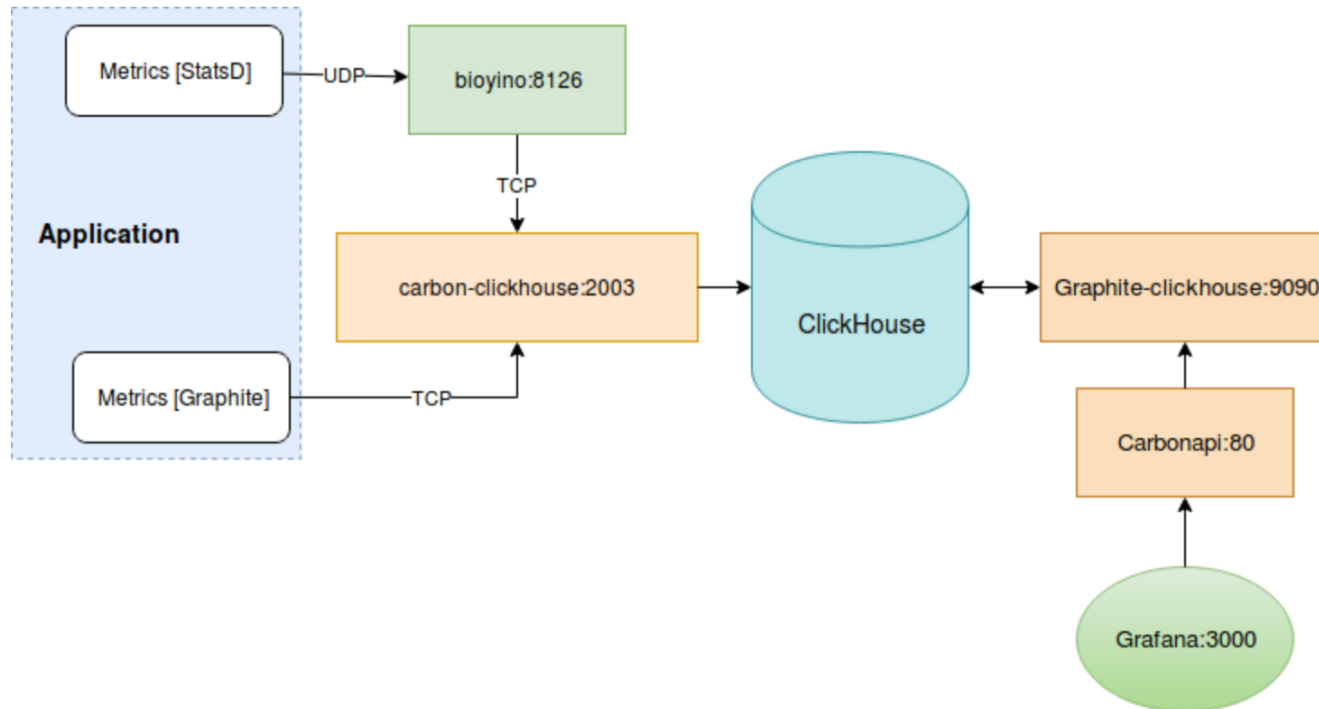 Metrics [StatsD]
UDP
bioyino:8126
TCP
Application
carbon-clickhouse:2003
ClickHouse
Graphite-clickhouse:9090
Metrics [Graphite]
TCP
Carbonapi:80
Grafana:3000